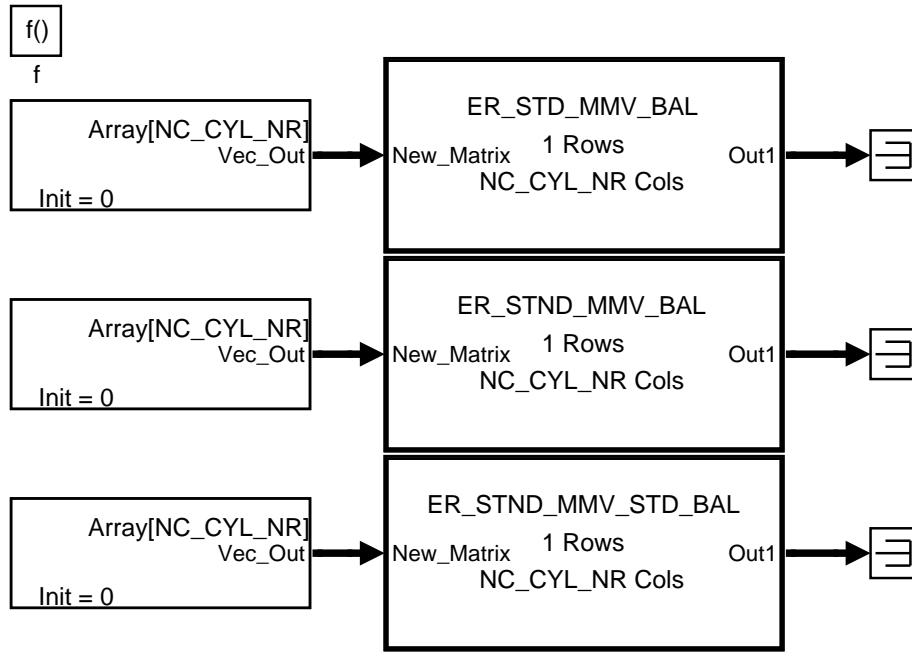 f()
f
Array[NC_CYL_NR]
Vec_Out
Init = 0
ER_STD_MMV_BAL
New_Matrix
1 Rows
Out1
NC_CYL_NR Cols
Array[NC_CYL_NR]
Vec_Out
Init = 0
ER_STND_MMV_BAL
New_Matrix
1 Rows
Out1
NC_CYL_NR Cols
Array[NC_CYL_NR]
Vec_Out
Init = 0
ER_STND_MMV_STD_BAL
New_Matrix
1 Rows
Out1
NC_CYL_NR Cols